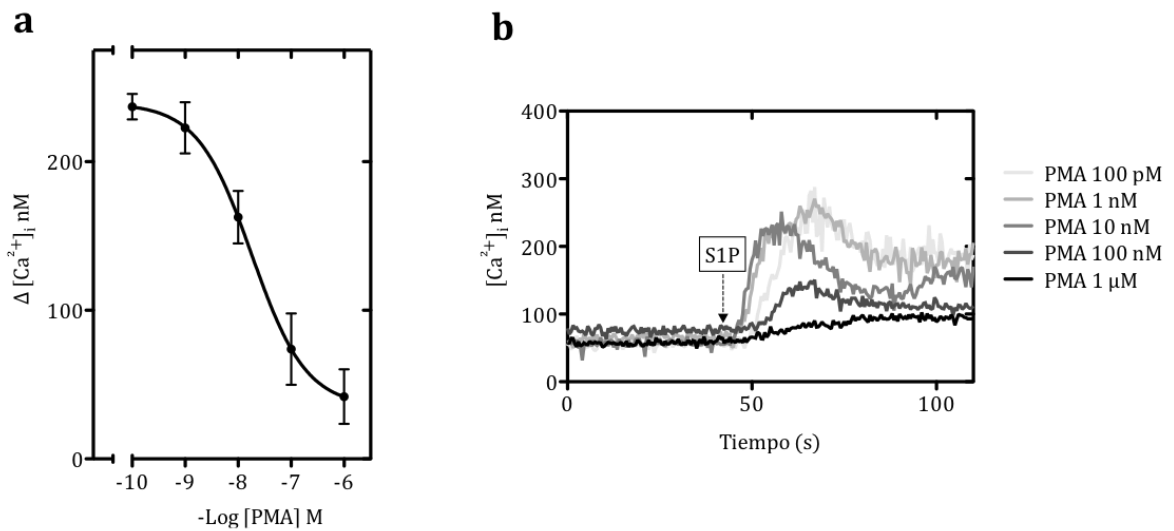 a
Δ [Ca²⁺]ᵢ nM
200
100
0
-10 -9 -8 -7 -6
-Log [PMA] M
b
[Ca²⁺]ᵢ nM
400
300
200
100
0
S1P
0 50 100
Tiempo (s)
PMA 100 pM
PMA 1 nM
PMA 10 nM
PMA 100 nM
PMA 1 µM